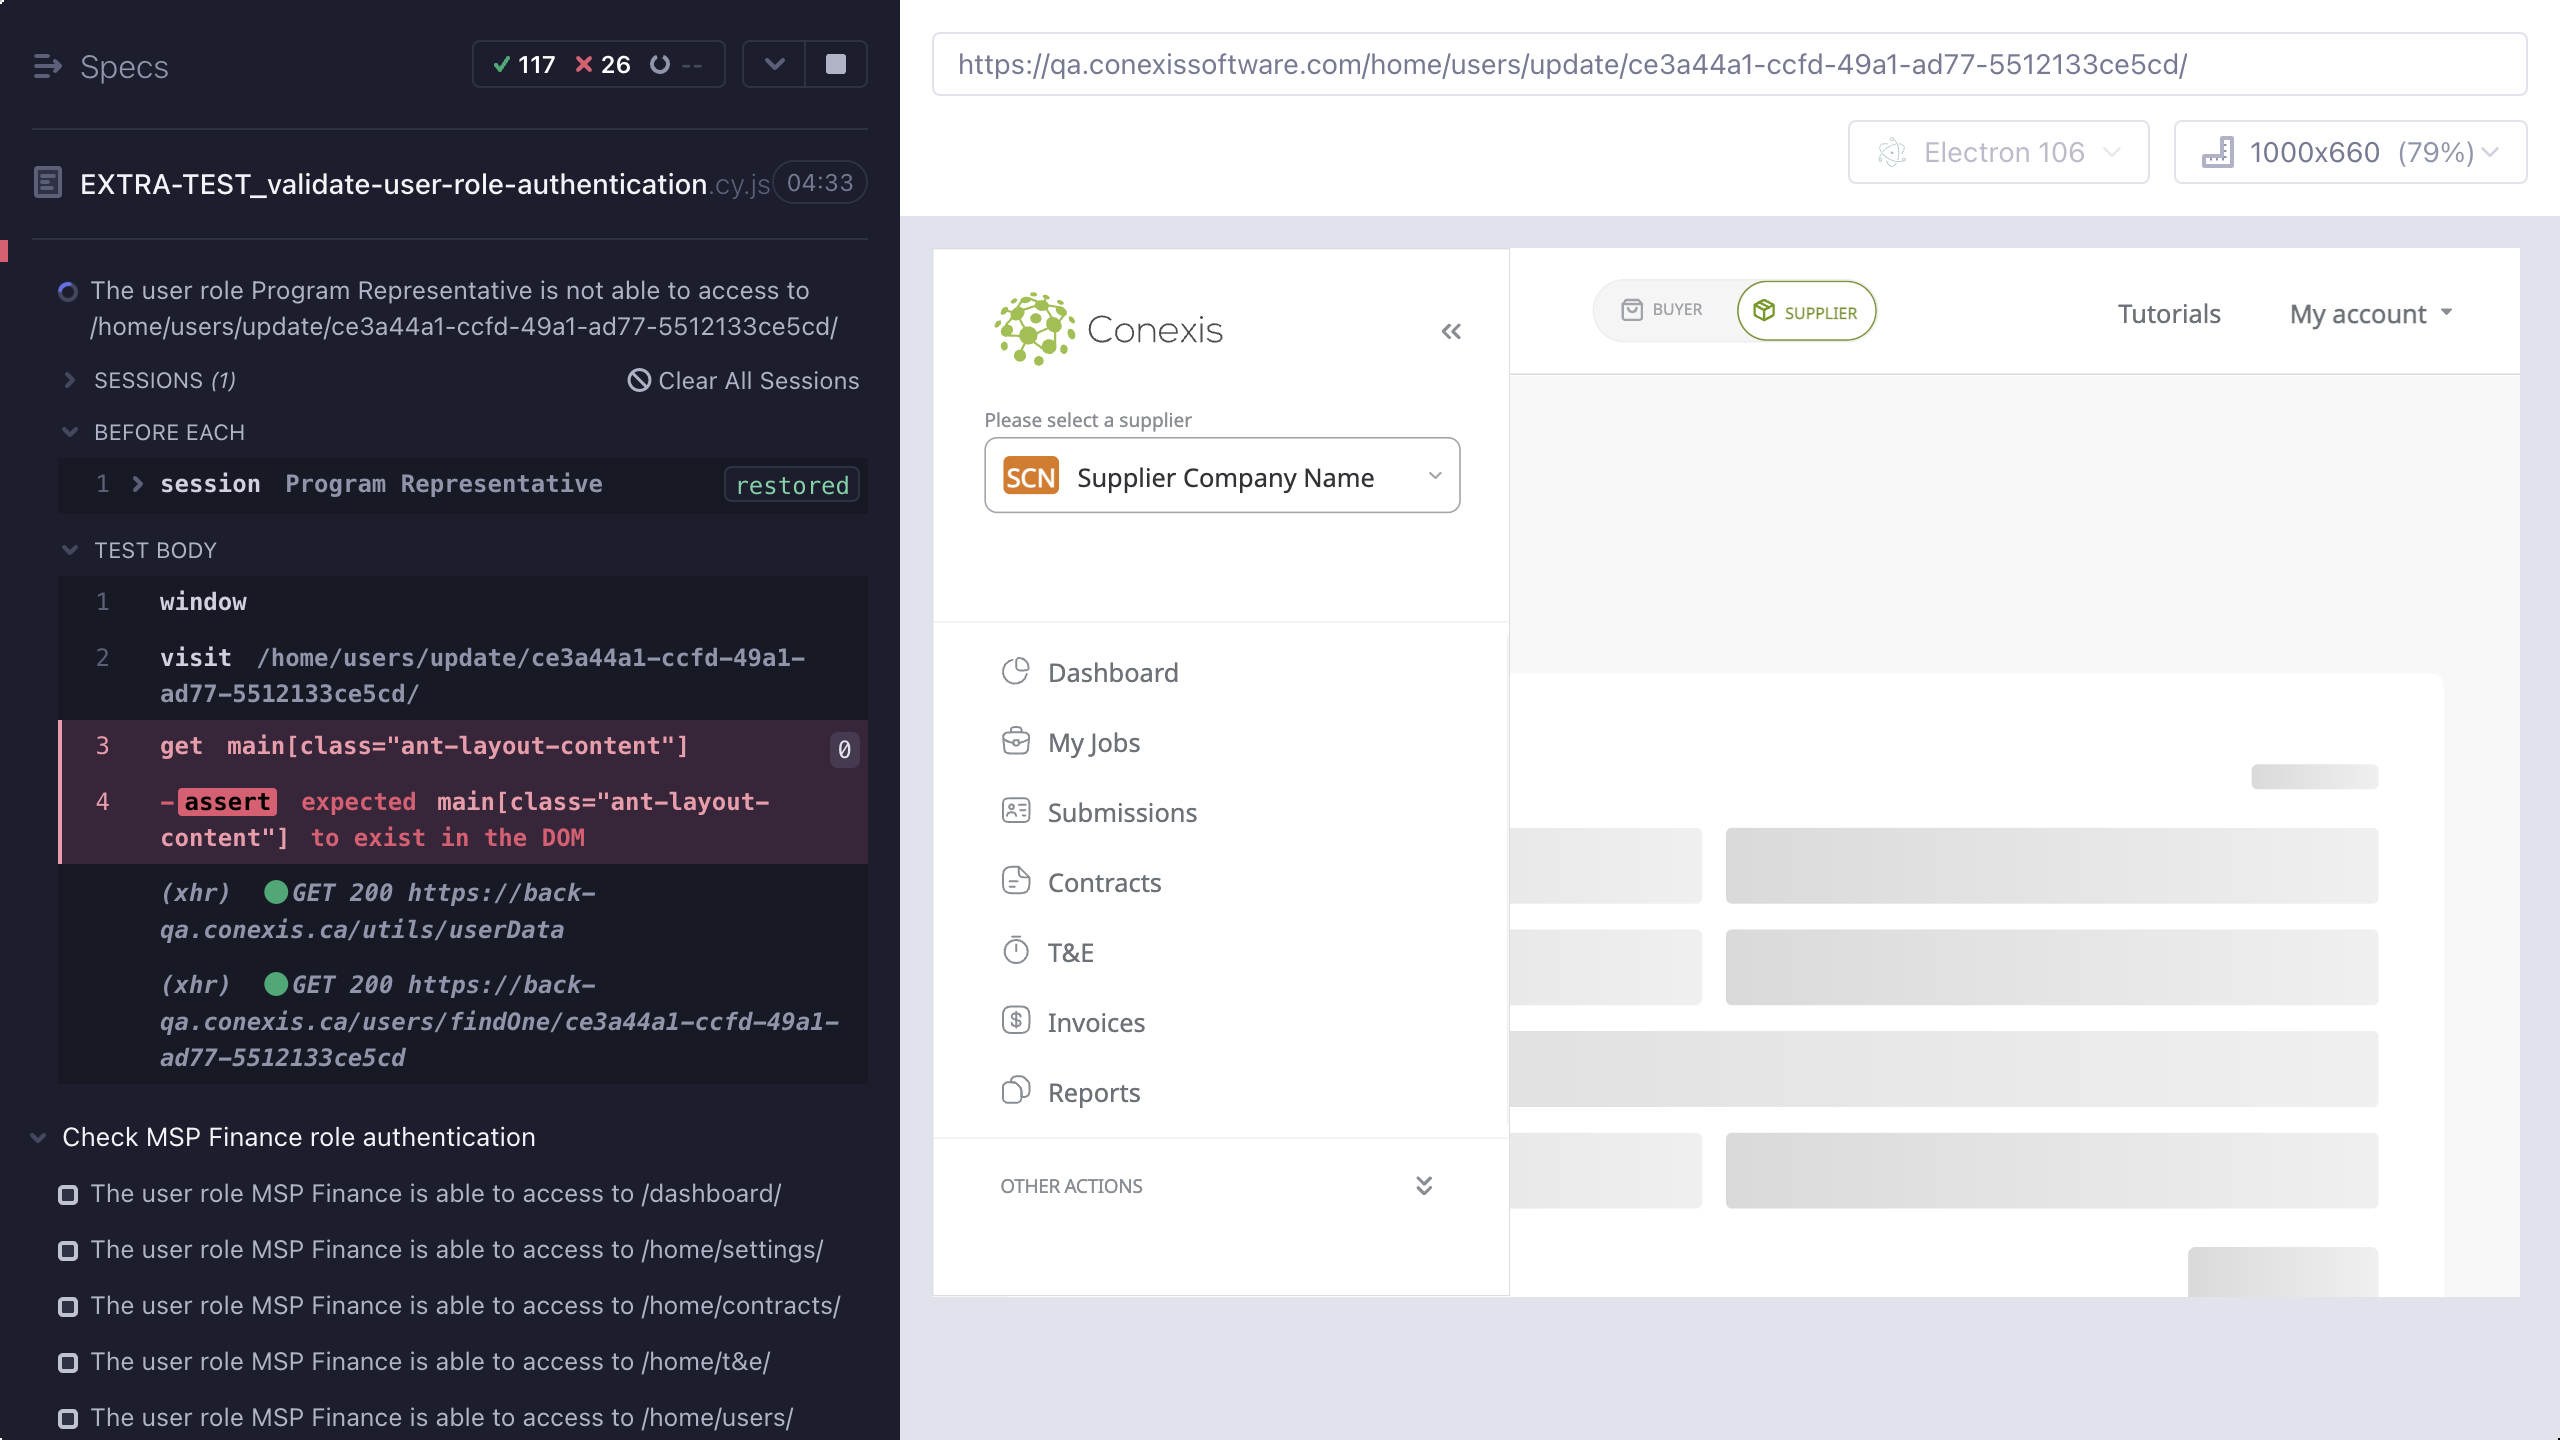 Specs
117 26 --
EXTRA-TEST_validate-user-role-authentication.cy.js 04:33
The user role Program Representative is not able to access to
/home/users/update/ce3a44a1-ccfd-49a1-ad77-5512133ce5cd/
SESSIONS (1) Clear All Sessions
BEFORE EACH
1 session Program Representative restored
TEST BODY
1 window
2 visit /home/users/update/ce3a44a1-ccfd-49a1-
ad77-5512133ce5cd/
3 get main[class="ant-layout-content"] 0
4 -assert expected main[class="ant-layout-
content"] to exist in the DOM
(xhr) GET 200 https://back-
qa.conexis.ca/utils/userData
(xhr) GET 200 https://back-
qa.conexis.ca/users/findOne/ce3a44a1-ccfd-49a1-
ad77-5512133ce5cd
Check MSP Finance role authentication
The user role MSP Finance is able to access to /dashboard/
The user role MSP Finance is able to access to /home/settings/
The user role MSP Finance is able to access to /home/contracts/
The user role MSP Finance is able to access to /home/t&e/
The user role MSP Finance is able to access to /home/users/
https://qa.conexissoftware.com/home/users/update/ce3a44a1-ccfd-49a1-ad77-5512133ce5cd/
Electron 106
1000x660 (79%)
Conexis
BUYER
SUPPLIER
Tutorials
My account
Please select a supplier
SCN Supplier Company Name
Dashboard
My Jobs
Submissions
Contracts
T&E
Invoices
Reports
OTHER ACTIONS